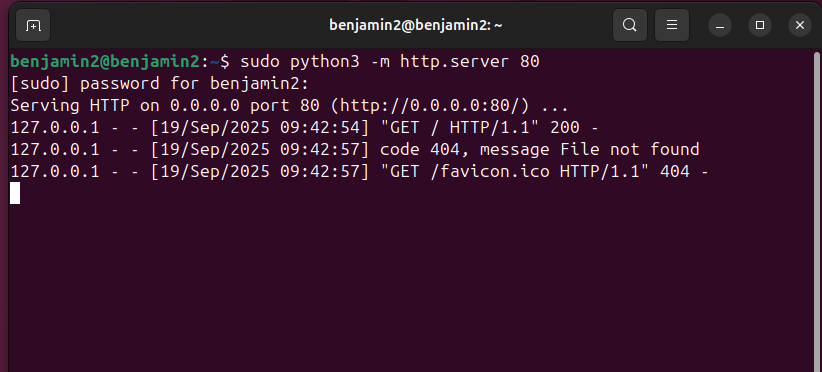 benjamin2@benjamin2: ~
benjamin2@benjamin2:~$ sudo python3 -m http.server 80
[sudo] password for benjamin2:
Serving HTTP on 0.0.0.0 port 80 (http://0.0.0.0:80/) ...
127.0.0.1 - - [19/Sep/2025 09:42:54] "GET / HTTP/1.1" 200 -
127.0.0.1 - - [19/Sep/2025 09:42:57] code 404, message File not found
127.0.0.1 - - [19/Sep/2025 09:42:57] "GET /favicon.ico HTTP/1.1" 404 -